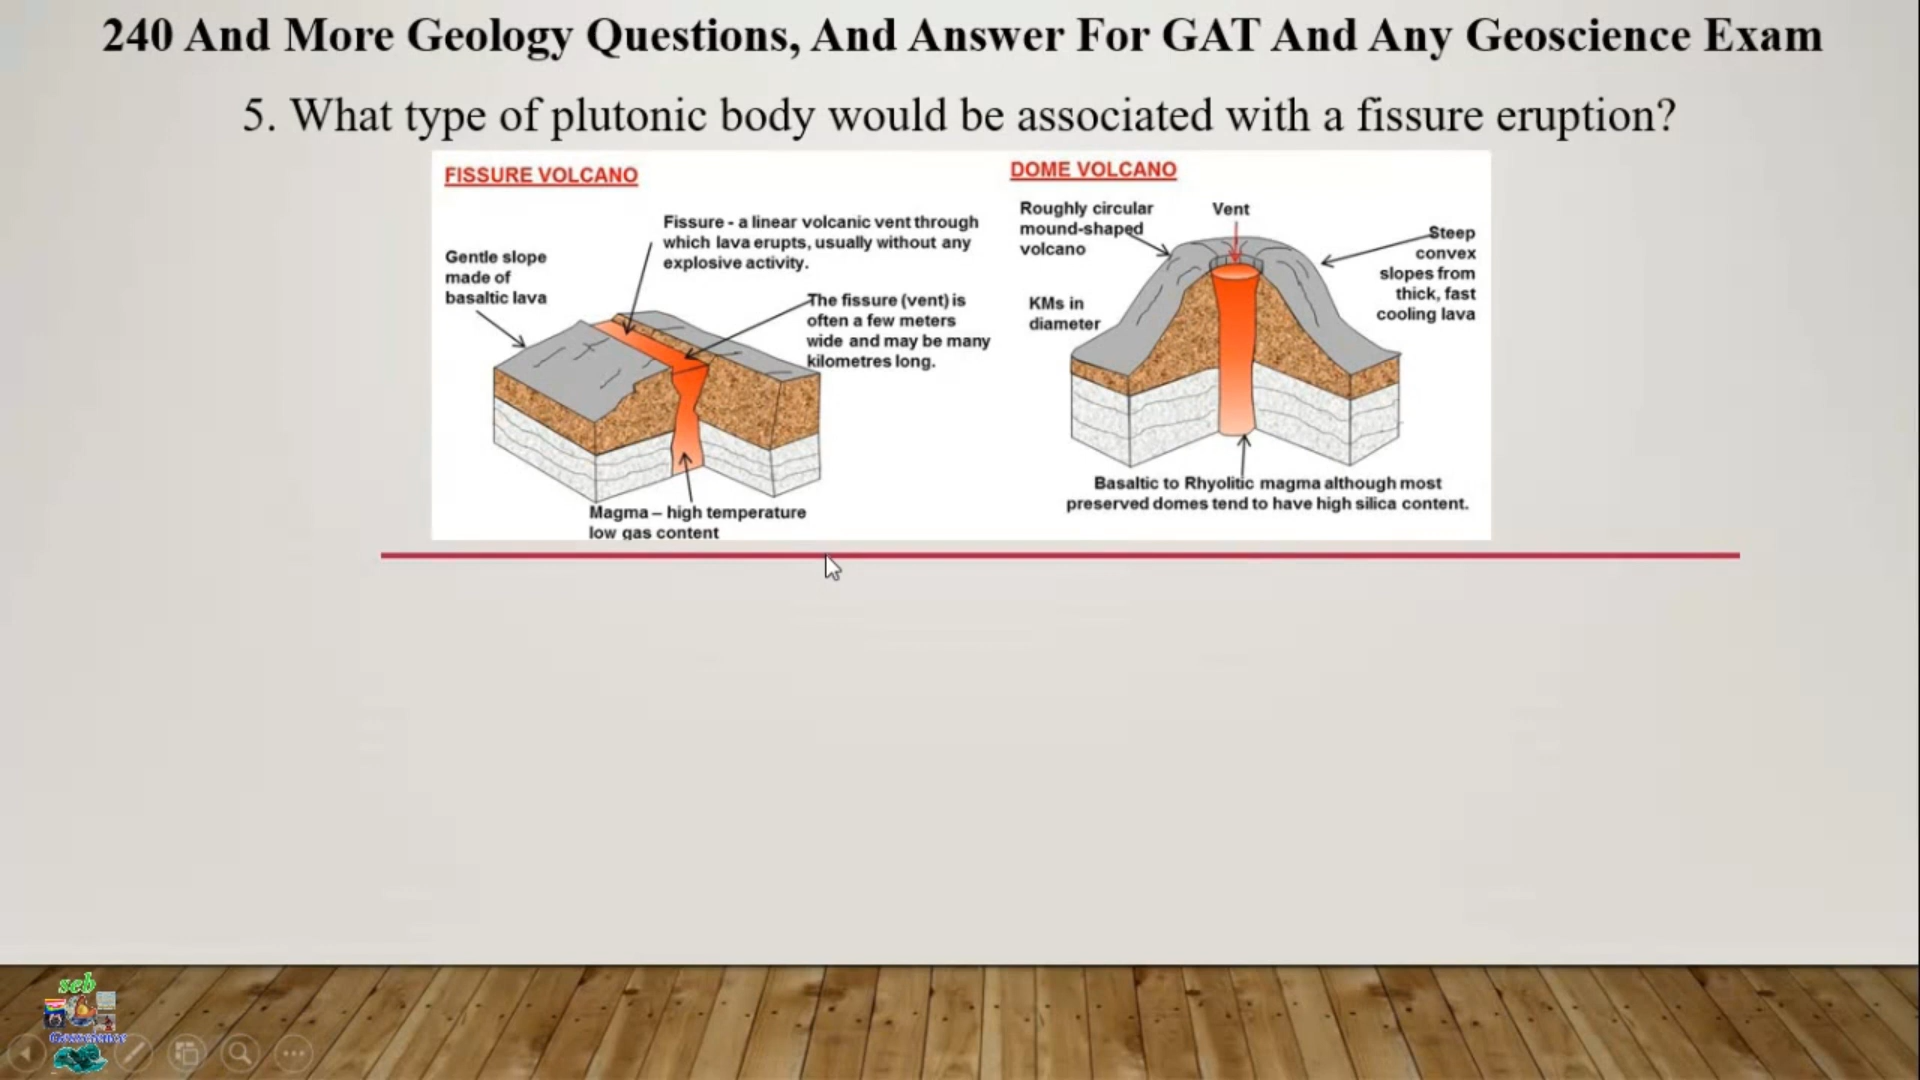 240 And More Geology Questions, And Answer For GAT And Any Geoscience Exam
5. What type of plutonic body would be associated with a fissure eruption?
FISSURE VOLCANO
Fissure - a linear volcanic vent through
which lava erupts, usually without any
explosive activity.
Gentle slope
made of
basaltic lava
The fissure (vent) is
often a few meters
wide and may be many
kilometres long.
Magma – high temperature
low gas content
DOME VOLCANO
Roughly circular
mound-shaped
volcano
Vent
Steep
convex
slopes from
thick, fast
cooling lava
KMs in
diameter
Basaltic to Rhyolitic magma although most
preserved domes tend to have high silica content.
seb
Geoscience